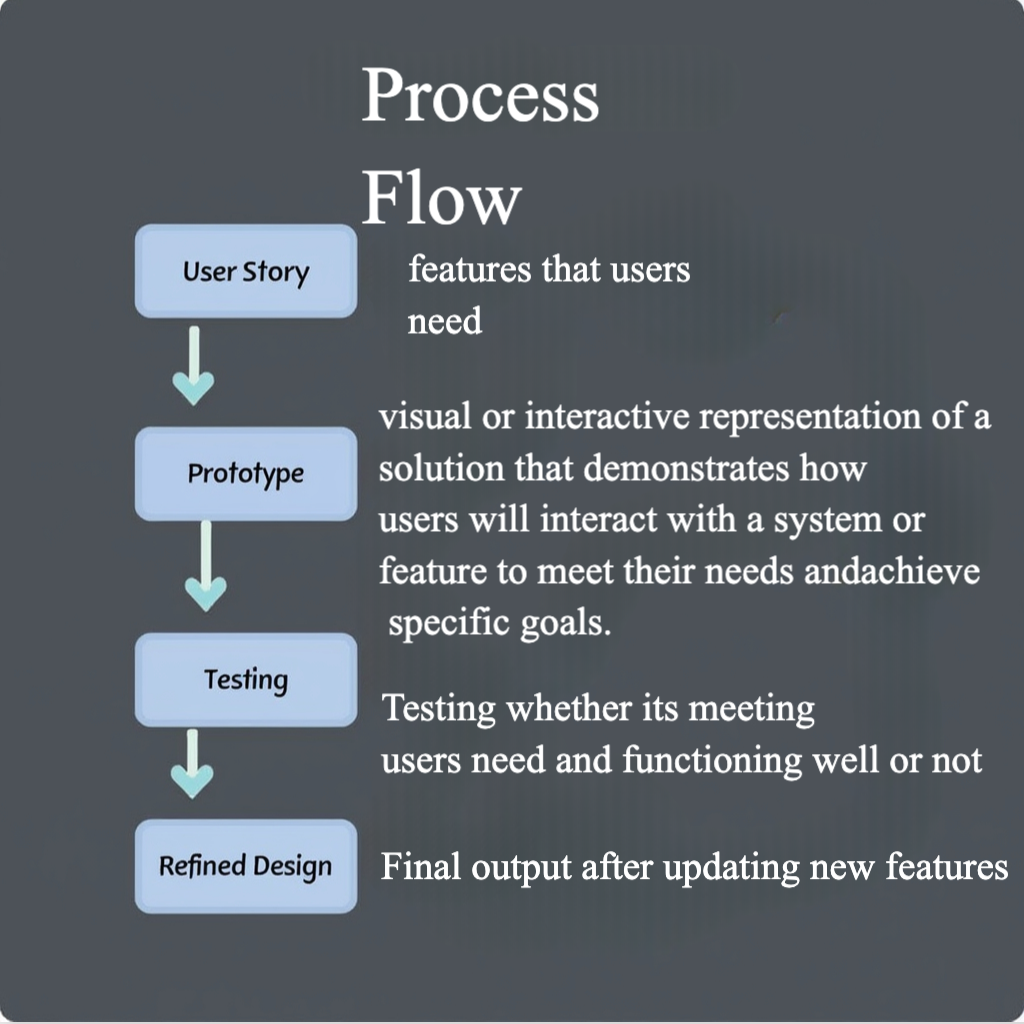 Process
Flow
User Story
features that users
need
Prototype
visual or interactive representation of a
solution that demonstrates how
users will interact with a system or
feature to meet their needs andachieve
specific goals.
Testing
Testing whether its meeting
users need and functioning well or not
Refined Design
Final output after updating new features